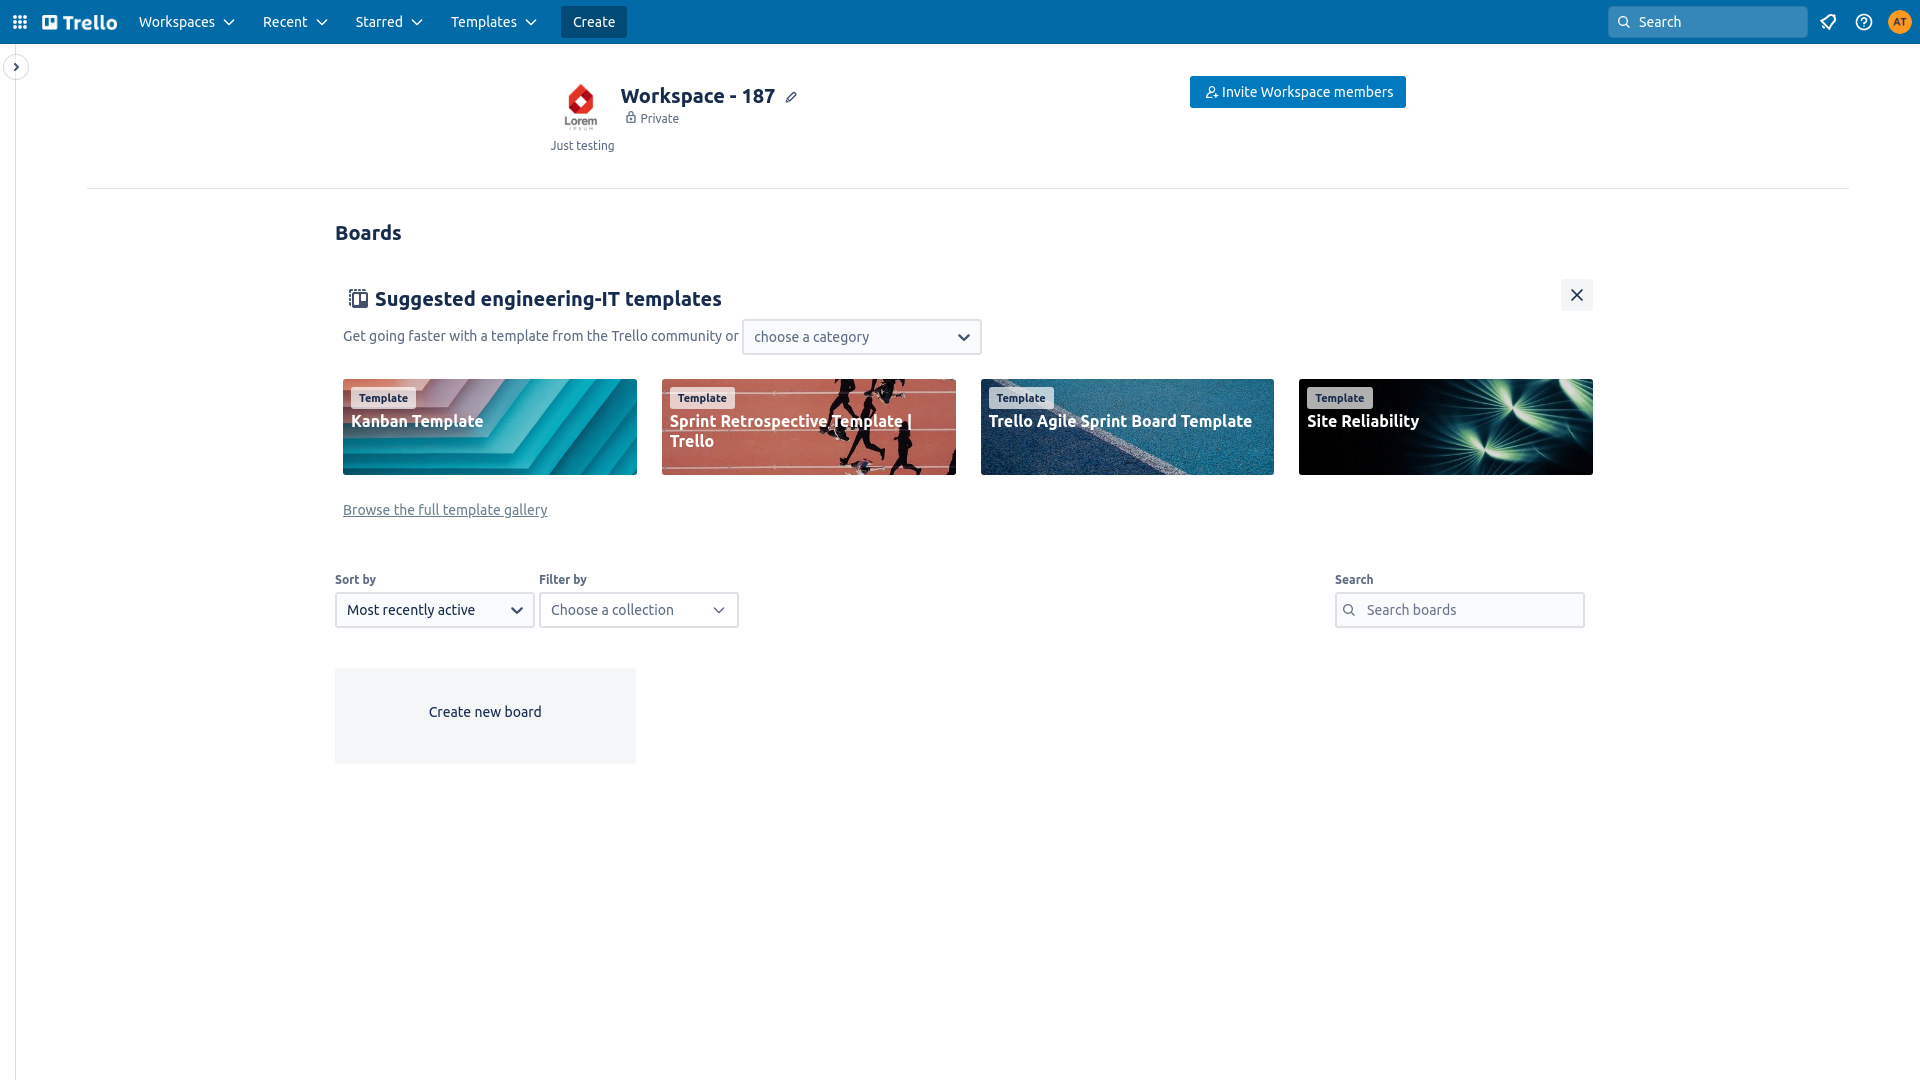 Trello
Workspaces
Recent
Starred
Templates
Create
Search
AT
Lorem
IPSUM
Workspace - 187
Private
Just testing
Invite Workspace members
Boards
Suggested engineering-IT templates
Get going faster with a template from the Trello community or
choose a category
Template
Kanban Template
Template
Sprint Retrospective Template |
Trello
Template
Trello Agile Sprint Board Template
Template
Site Reliability
Browse the full template gallery
Sort by
Most recently active
Filter by
Choose a collection
Search
Search boards
Create new board